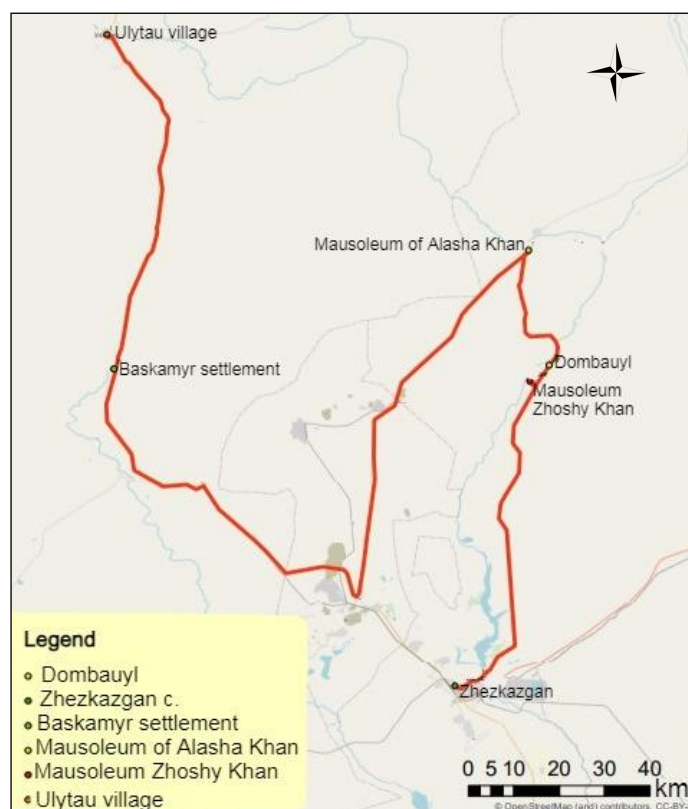 Ulytau village
Mausoleum of Alasha Khan
Dombauyl
Baskamyr settlement
Mausoleum
Zhoshy Khan
Zhezkazgan
Legend
Dombauyl
Zhezkazgan c.
Baskamyr settlement
Mausoleum of Alasha Khan
Mausoleum Zhoshy Khan
Ulytau village
0 5 10 20 30 40
km
© OpenStreetMap (and) contributors, CC-BY-